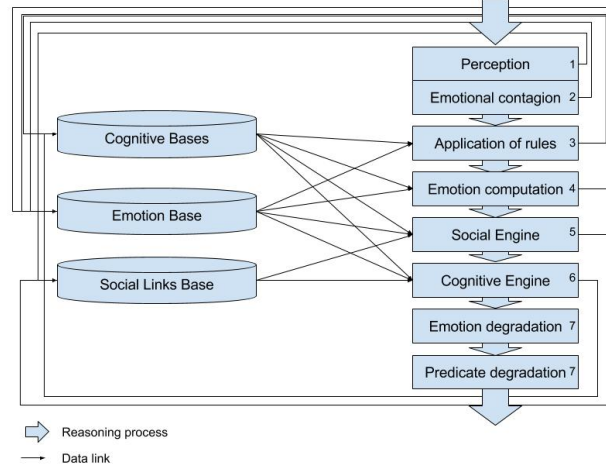 Perception 1
Emotional contagion 2
Cognitive Bases
Application of rules 3
Emotion computation 4
Emotion Base
Social Engine 5
Social Links Base
Cognitive Engine 6
Emotion degradation 7
Predicate degradation 7
Reasoning process
Data link